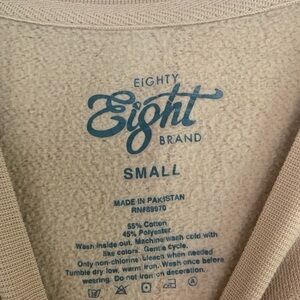 EIGHTY
Eight
BRAND
SMALL
MADE IN PAKISTAN
RN#89970
55% Cotton
45% Polyester
Wash inside out. Machine wash cold with
like colors. Gentle cycle.
Only non-chlorine bleach when needed
Tumble dry low, warm iron. Wash once before
wearing. Do not iron on decoration.